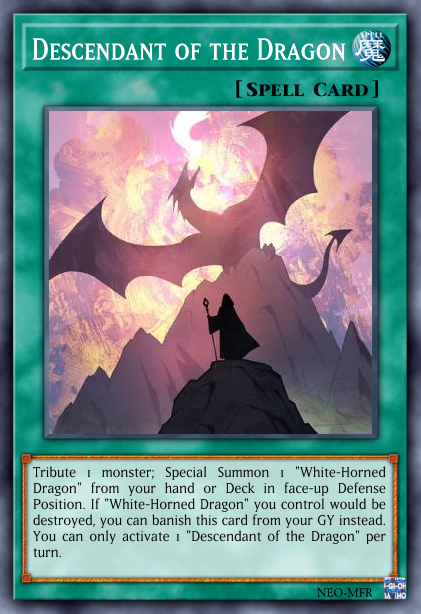 Descendant of the Dragon
SPELL
魔
[Spell Card]
Tribute 1 monster; Special Summon 1 "White-Horned
Dragon" from your hand or Deck in face-up Defense
Position. If "White-Horned Dragon" you control would be
destroyed, you can banish this card from your GY instead.
You can only activate 1 "Descendant of the Dragon" per
turn.
NEO-MFR